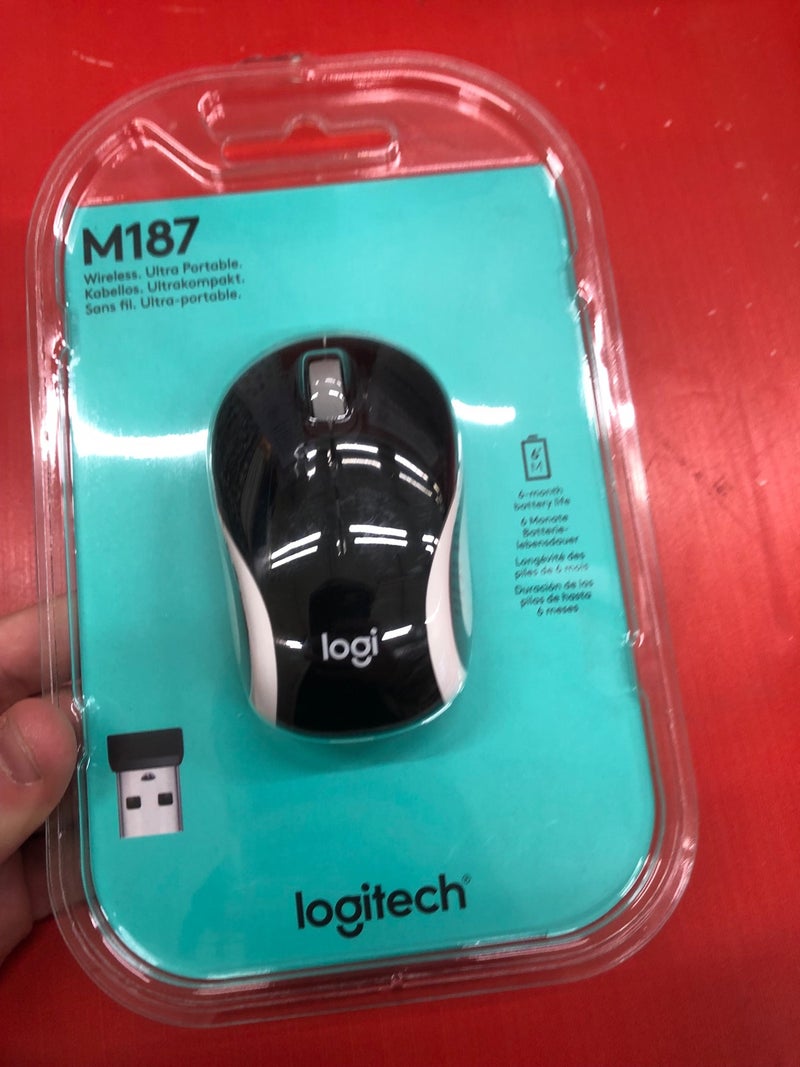 M187
Wireless. Ultra Portable.
Kabellos. Ultrakompakt.
Sans fil. Ultra-portable.
6
M
6-month
battery life
6 Monate
Batterie-
lebensdauer
Longévité des
piles de 6 mois
Duración de las
pilas de hasta
6 meses
logi
logitech®